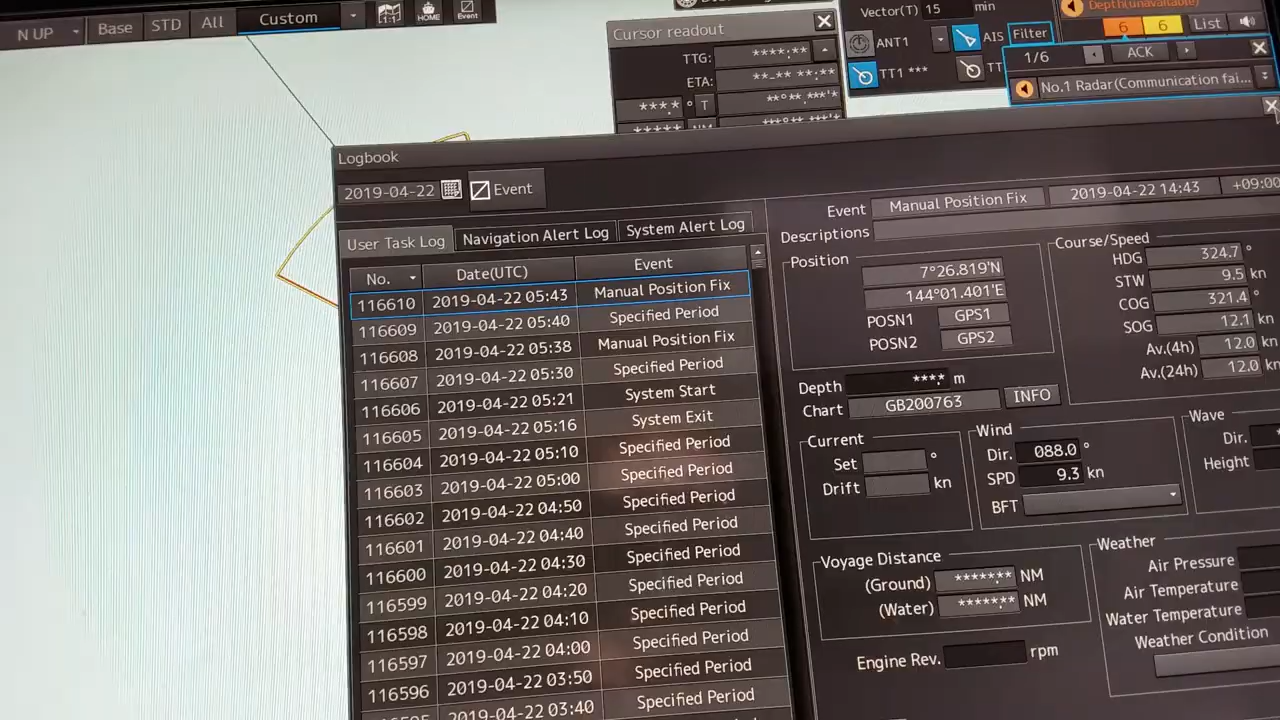 N UP Base STD All Custom 1:1 HOME Event
Cursor readout
TTG: ****:**
ETA: **-** **:**
****.* ° T **°**.***'*
***°**.***'*
Vector(T) 15 min
ANT1 AIS Filter
TT1 *** TT
Depth(unavailable)
6 6 List
1/6 ACK
No.1 Radar(Communication fai...
Logbook
2019-04-22 Event
User Task Log Navigation Alert Log System Alert Log
No. Date(UTC) Event
116610 2019-04-22 05:43 Manual Position Fix
116609 2019-04-22 05:40 Specified Period
116608 2019-04-22 05:38 Manual Position Fix
116607 2019-04-22 05:30 Specified Period
116606 2019-04-22 05:21 System Start
116605 2019-04-22 05:16 System Exit
116604 2019-04-22 05:10 Specified Period
116603 2019-04-22 05:00 Specified Period
116602 2019-04-22 04:50 Specified Period
116601 2019-04-22 04:40 Specified Period
116600 2019-04-22 04:30 Specified Period
116599 2019-04-22 04:20 Specified Period
116598 2019-04-22 04:10 Specified Period
116597 2019-04-22 04:00 Specified Period
116596 2019-04-22 03:50 Specified Period
2019-04-22 03:40 Specified Period
Event Manual Position Fix 2019-04-22 14:43 +09:00
Descriptions
Position
7°26.819'N
144°01.401'E
POSN1 GPS1
POSN2 GPS2
Course/Speed
HDG 324.7 °
STW 9.5 kn
COG 321.4 °
SOG 12.1 kn
Av.(4h) 12.0 kn
Av.(24h) 12.0 kn
Depth ****.* m
Chart GB200763 INFO
Current
Set °
Drift kn
Wind
Dir. 088.0 °
SPD 9.3 kn
BFT
Wave
Dir.
Height
Voyage Distance
(Ground) *******.* NM
(Water) *******.* NM
Engine Rev. rpm
Weather
Air Pressure
Air Temperature
Water Temperature
Weather Condition